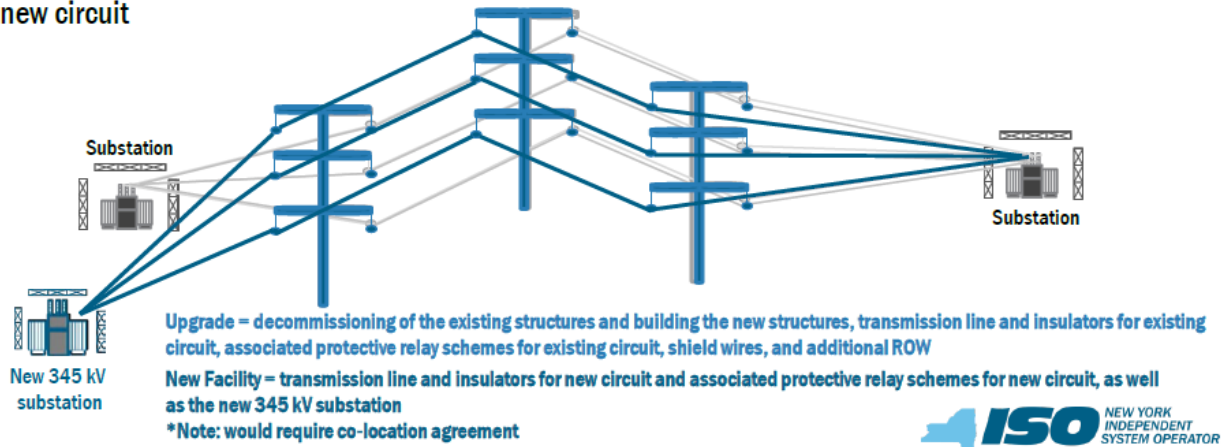 new circuit
Substation
Substation
New 345 kV
substation
Upgrade = decommissioning of the existing structures and building the new structures, transmission line and insulators for existing
circuit, associated protective relay schemes for existing circuit, shield wires, and additional ROW
New Facility = transmission line and insulators for new circuit and associated protective relay schemes for new circuit, as well
as the new 345 kV substation
*Note: would require co-location agreement
ISO
NEW YORK
INDEPENDENT
SYSTEM OPERATOR